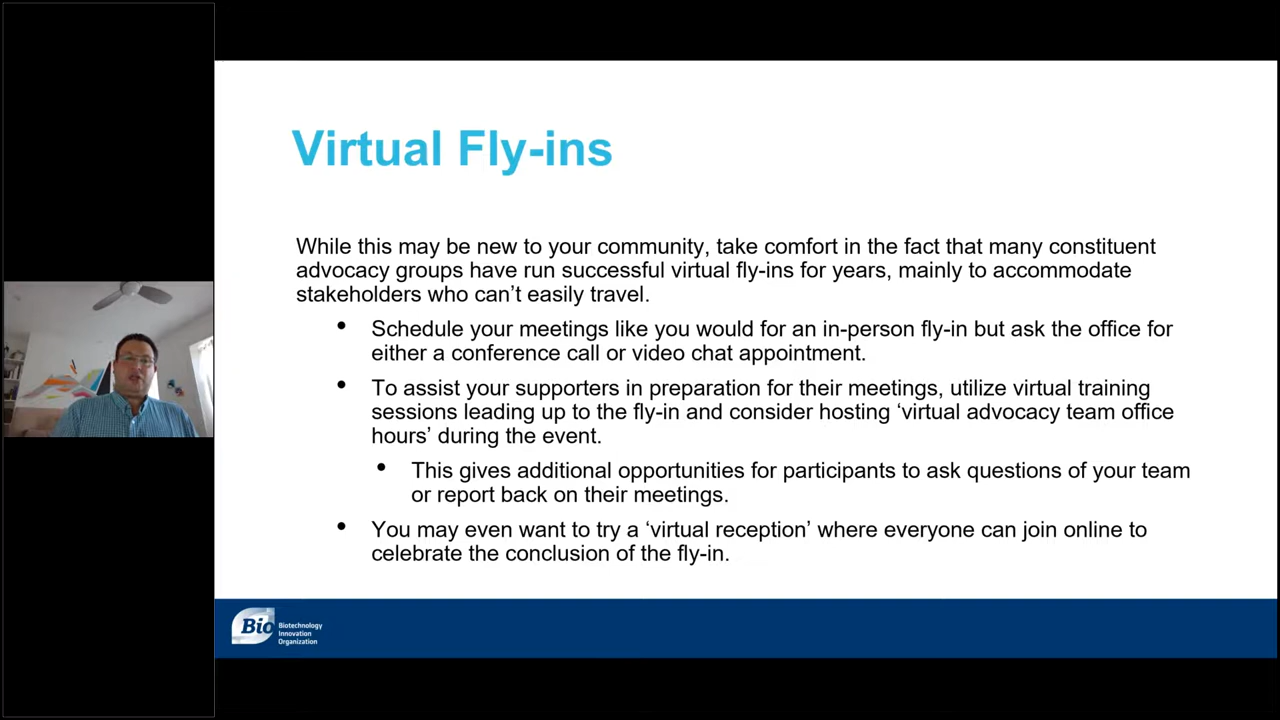 Virtual Fly-ins
While this may be new to your community, take comfort in the fact that many constituent
advocacy groups have run successful virtual fly-ins for years, mainly to accommodate
stakeholders who can’t easily travel.
• Schedule your meetings like you would for an in-person fly-in but ask the office for
either a conference call or video chat appointment.
• To assist your supporters in preparation for their meetings, utilize virtual training
sessions leading up to the fly-in and consider hosting ‘virtual advocacy team office
hours’ during the event.
• This gives additional opportunities for participants to ask questions of your team
or report back on their meetings.
• You may even want to try a ‘virtual reception’ where everyone can join online to
celebrate the conclusion of the fly-in.
Bio
Biotechnology
Innovation
Organization